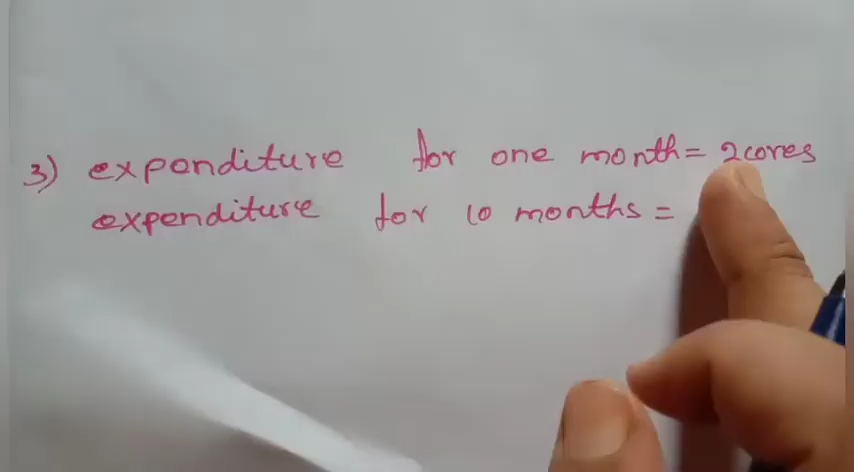 3) expenditure for one month = 2 cores
expenditure for 10 months =